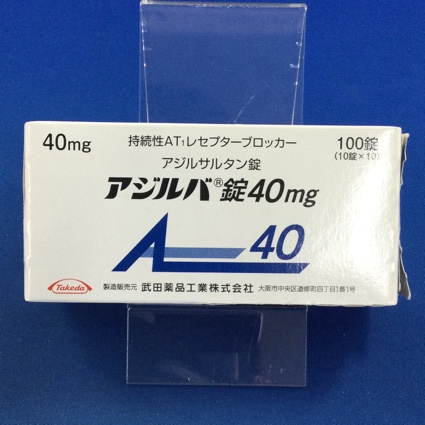 40mg
持続性AT₁レセプターブロッカー
100錠
(10錠×10)
アジルサルタン錠
アジルバ®錠40mg
40
Takeda
製造販売元 武田薬品工業株式会社 大阪市中央区道修町四丁目1番1号